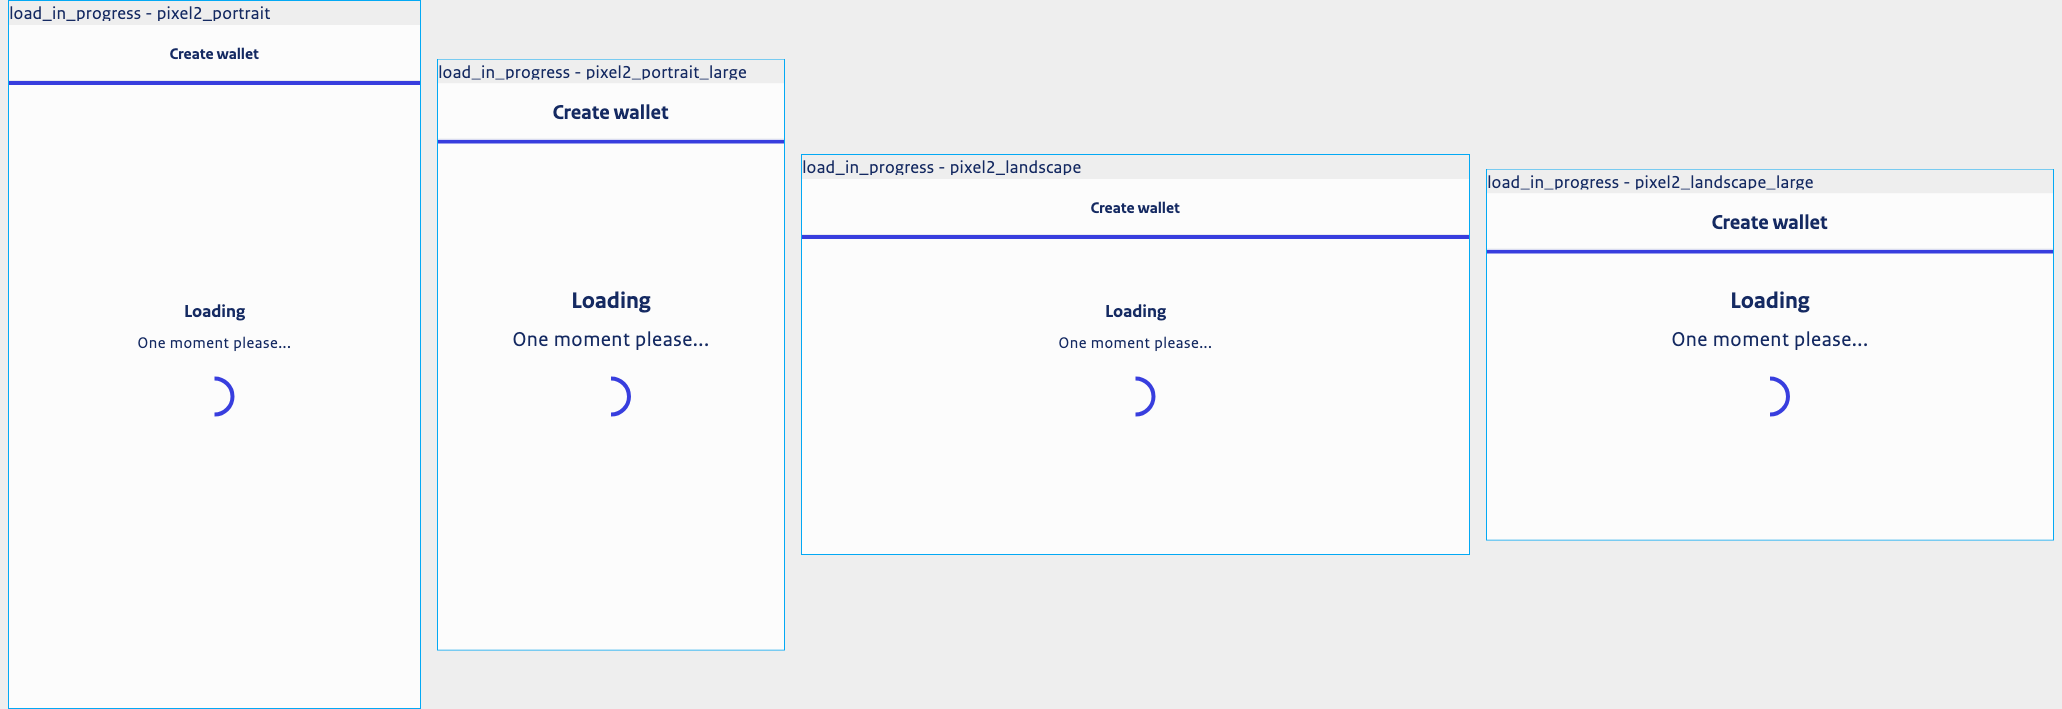 load_in_progress - pixel2_portrait
Create wallet
Loading
One moment please...
load_in_progress - pixel2_portrait_large
Create wallet
Loading
One moment please...
load_in_progress - pixel2_landscape
Create wallet
Loading
One moment please...
load_in_progress - pixel2_landscape_large
Create wallet
Loading
One moment please...